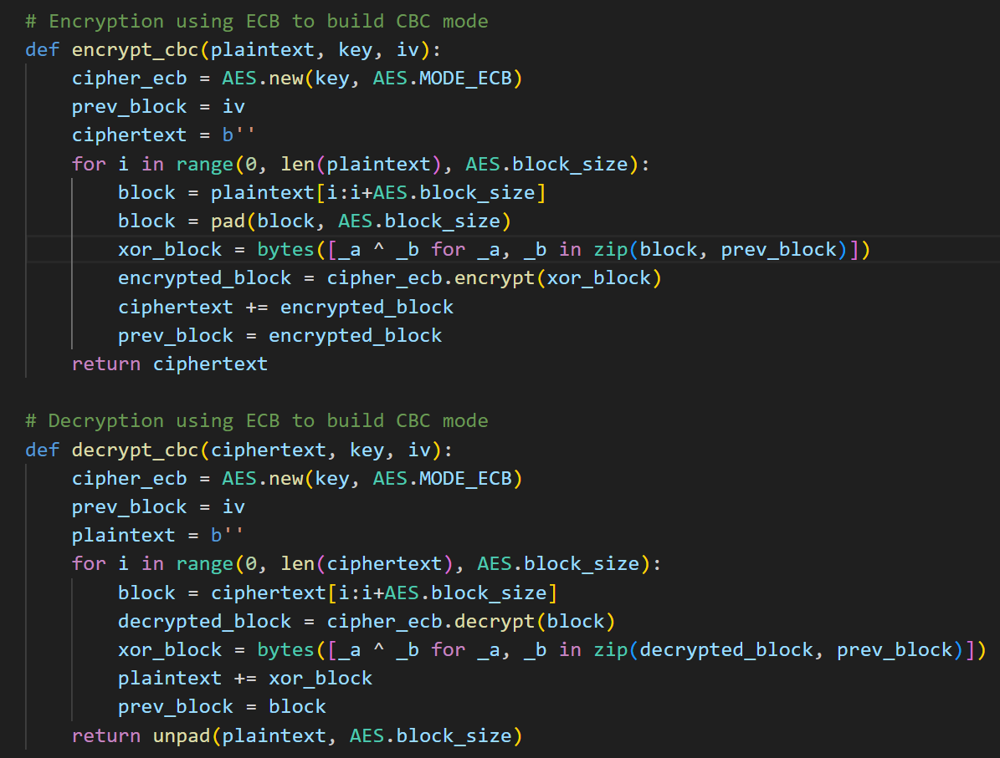 # Encryption using ECB to build CBC mode
def encrypt_cbc(plaintext, key, iv):
    cipher_ecb = AES.new(key, AES.MODE_ECB)
    prev_block = iv
    ciphertext = b''
    for i in range(0, len(plaintext), AES.block_size):
        block = plaintext[i:i+AES.block_size]
        block = pad(block, AES.block_size)
        xor_block = bytes([_a ^ _b for _a, _b in zip(block, prev_block)])
        encrypted_block = cipher_ecb.encrypt(xor_block)
        ciphertext += encrypted_block
        prev_block = encrypted_block
    return ciphertext

# Decryption using ECB to build CBC mode
def decrypt_cbc(ciphertext, key, iv):
    cipher_ecb = AES.new(key, AES.MODE_ECB)
    prev_block = iv
    plaintext = b''
    for i in range(0, len(ciphertext), AES.block_size):
        block = ciphertext[i:i+AES.block_size]
        decrypted_block = cipher_ecb.decrypt(block)
        xor_block = bytes([_a ^ _b for _a, _b in zip(decrypted_block, prev_block)])
        plaintext += xor_block
        prev_block = block
    return unpad(plaintext, AES.block_size)